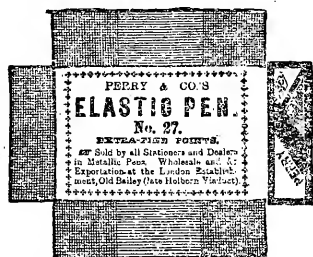 PERRY & CO.'S
ELASTIC PEN.
No. 27.
EXTRA-FINE POINTS.
☞ Sold by all Stationers and Dealers
in Metallic Pens. Wholesale and for
Exportation at the London Establish-
ment, Old Bailey (late Holborn Viaduct).
PERRY